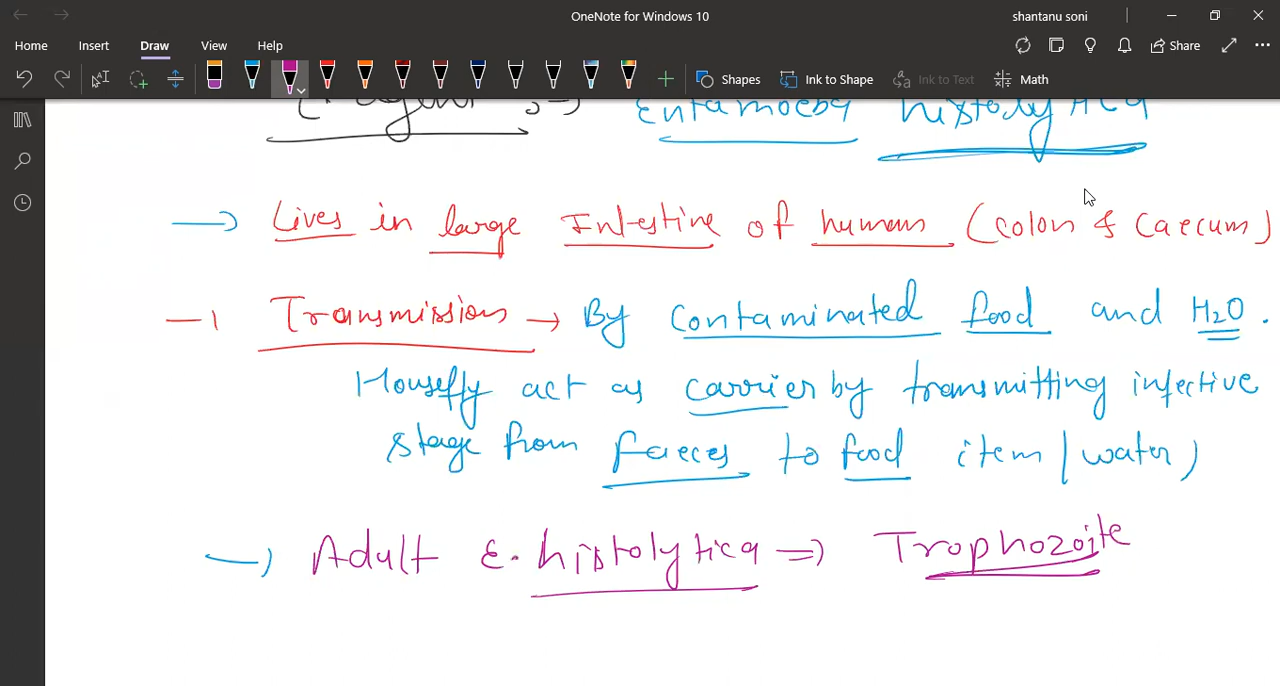 OneNote for Windows 10
shantanu soni
Home Insert Draw View Help
Share
Shapes Ink to Shape Ink to Text Math
Entamoeba histolytica
→ Lives in large Intestine of human (Colon & Caecum)
Transmission → By contaminated food and H2O.
Housefly act as carrier by transmitting infective
stage from faeces to food item / water)
→ Adult E. histolytica ⇒ Trophozoite